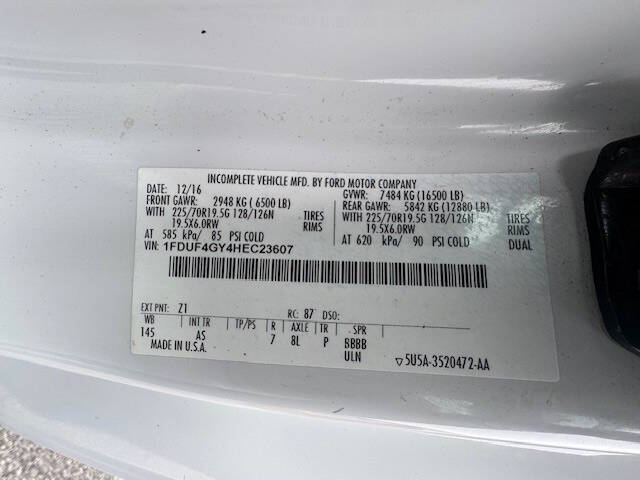 INCOMPLETE VEHICLE MFD. BY FORD MOTOR COMPANY
DATE: 12/16 GVWR: 7484 KG (16500 LB)
FRONT GAWR: 2948 KG ( 6500 LB) REAR GAWR: 5842 KG (12880 LB)
WITH 225/70R19.5G 128/126N TIRES WITH 225/70R19.5G 128/126N TIRES
19.5X6.0RW RIMS 19.5X6.0RW RIMS
AT 585 kPa/ 85 PSI COLD AT 620 kPa/ 90 PSI COLD DUAL
VIN: 1FDUF4GY4HEC23607
EXT PNT: Z1 RC: 87 DSO:
WB INT TR TP/PS R AXLE TR SPR
145 AS 7 8L P BBBB
MADE IN U.S.A. ULN ▽5U5A-3520472-AA